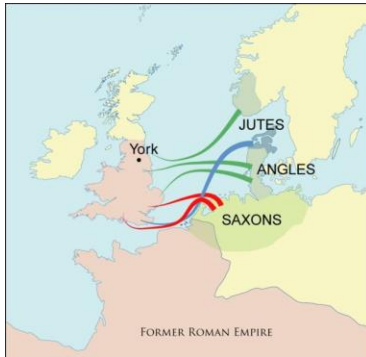 JUTES
York
ANGLES
SAXONS
FORMER ROMAN EMPIRE